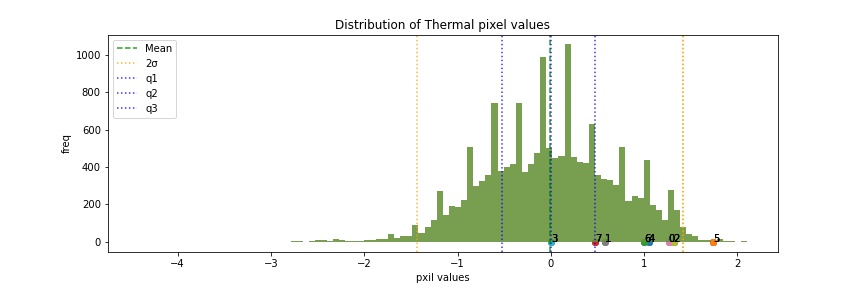 Distribution of Thermal pixel values
Mean
2σ
q1
q2
q3
freq
1000
800
600
400
200
0
3 7 1 6 4 0 2 5
−4 −3 −2 −1 0 1 2
pxil values